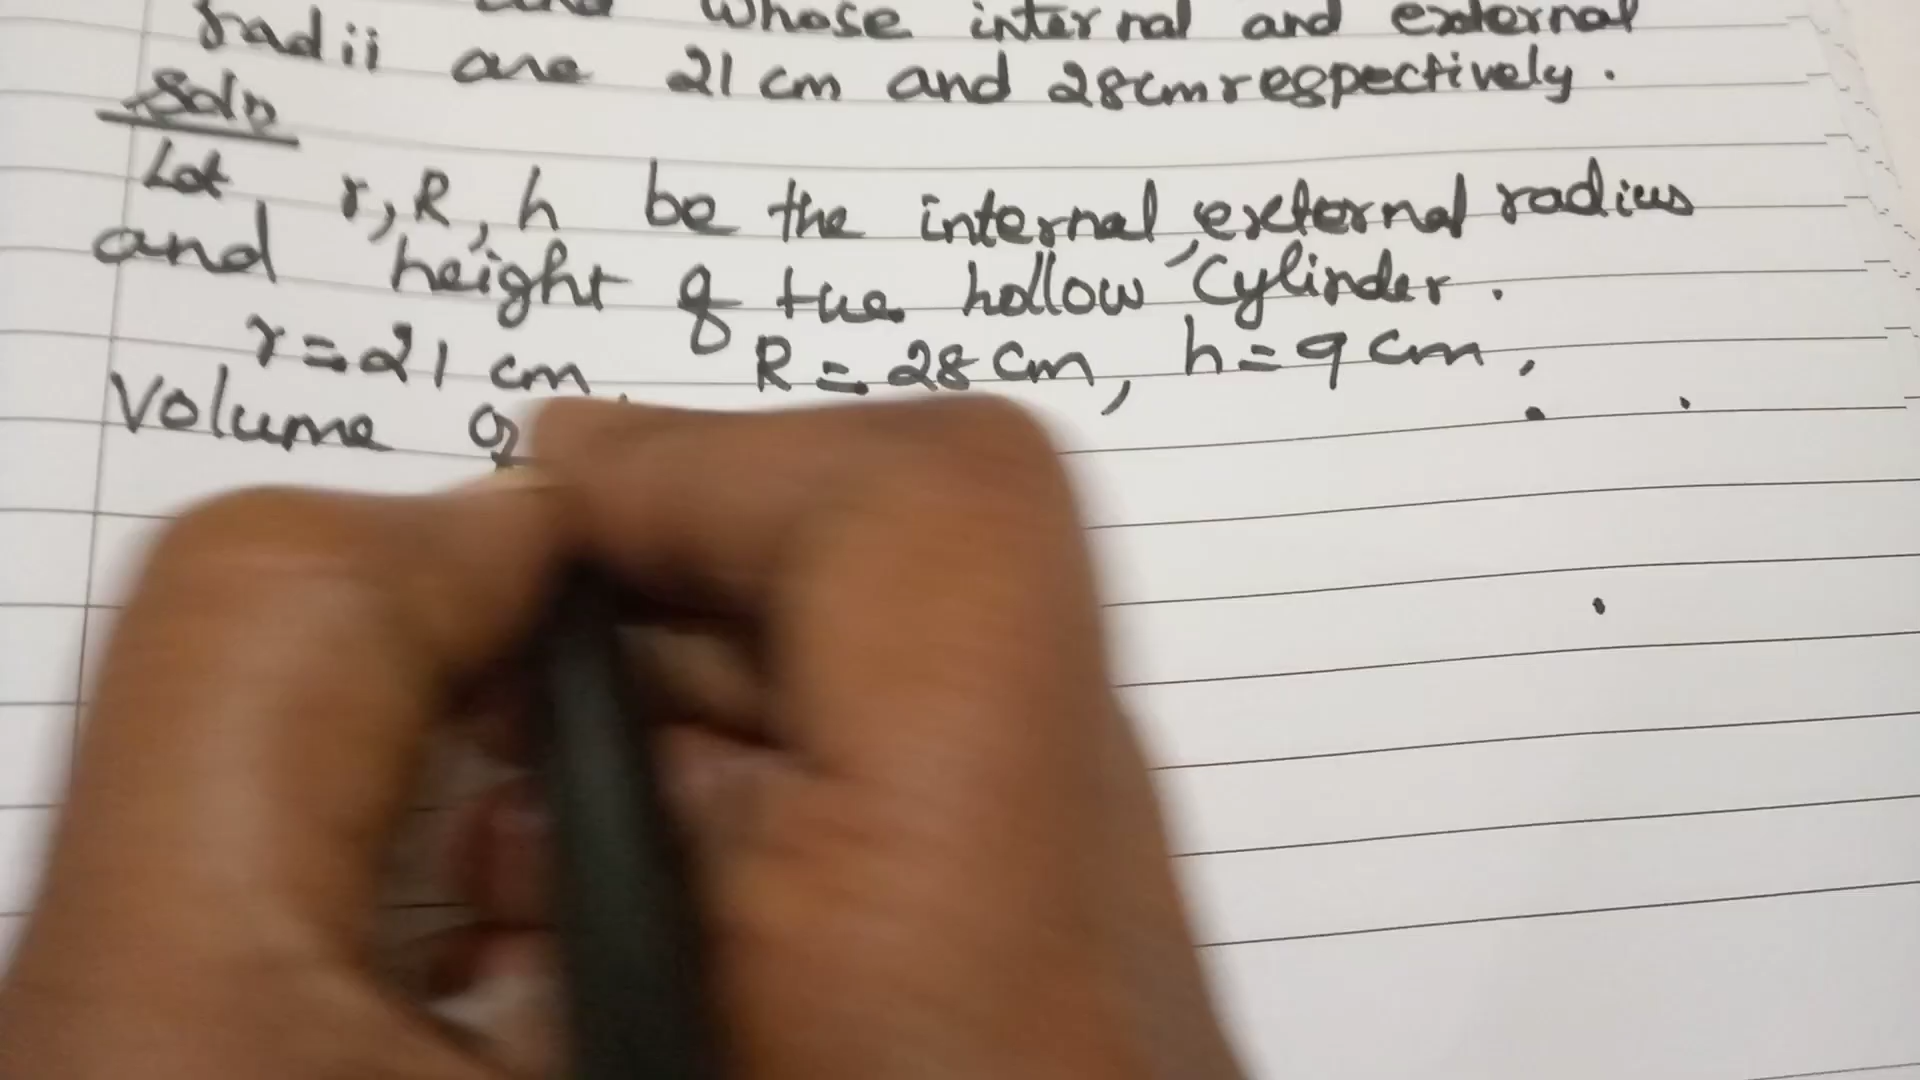 whose internal and external
radii are 21 cm and 28cm respectively.
Soln
Let r, R, h be the internal, external radius
and height of the hollow cylinder.
r = 21 cm, R = 28 cm, h = 9 cm,
Volume of